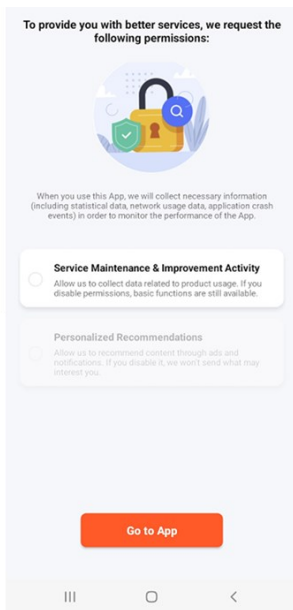 To provide you with better services, we request the
following permissions:
When you use this App, we will collect necessary information
(including statistical data, network usage data, application crash
events) in order to monitor the performance of the App.
Service Maintenance & Improvement Activity
Allow us to collect data related to product usage. If you
disable permissions, basic functions are still available.
Personalized Recommendations
Allow us to recommend content through ads and
notifications. If you disable it, we won't send what may
interest you.
Go to App